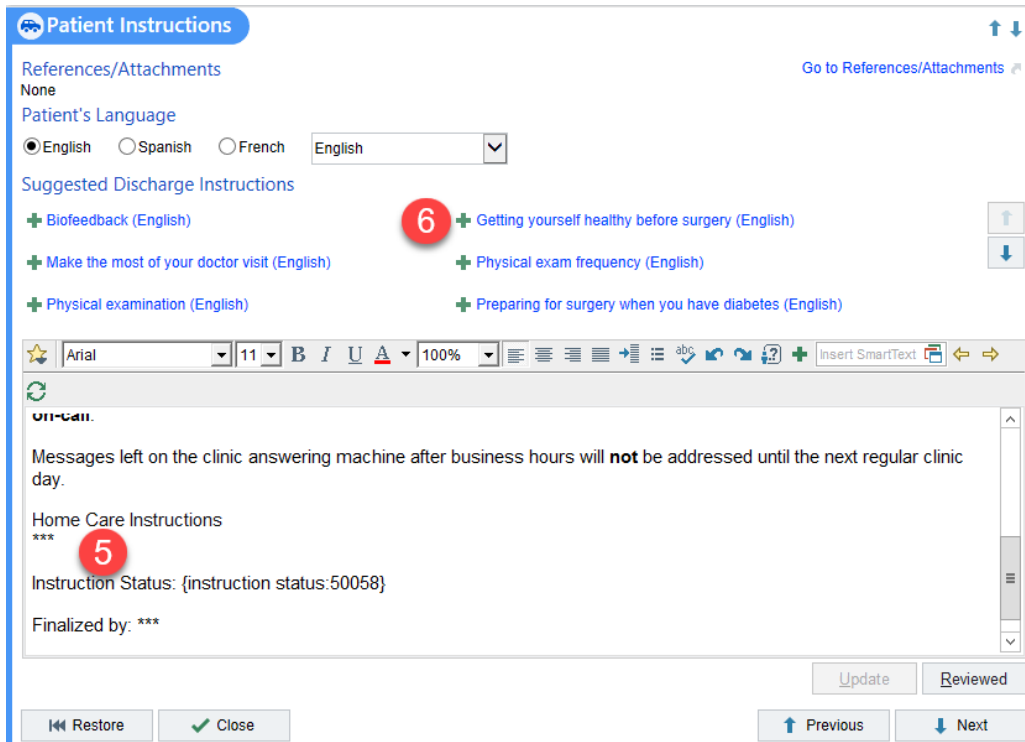 Patient Instructions
References/Attachments
Go to References/Attachments
None
Patient's Language
English Spanish French English
Suggested Discharge Instructions
Biofeedback (English)
6 Getting yourself healthy before surgery (English)
Make the most of your doctor visit (English)
Physical exam frequency (English)
Physical examination (English)
Preparing for surgery when you have diabetes (English)
Arial 11 B I U A 100% abc Insert SmartText
on-call.
Messages left on the clinic answering machine after business hours will not be addressed until the next regular clinic
day.
Home Care Instructions
***
5
Instruction Status: {instruction status:50058}
Finalized by: ***
Update Reviewed
Restore Close Previous Next